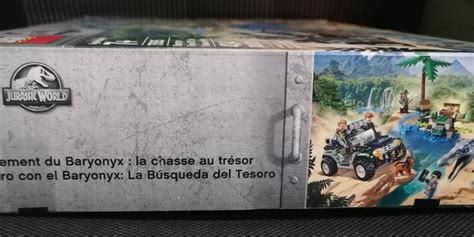 JURASSIC WORLD
ement du Baryonyx : la chasse au trésor
ro con el Baryonyx: La Búsqueda del Tesoro